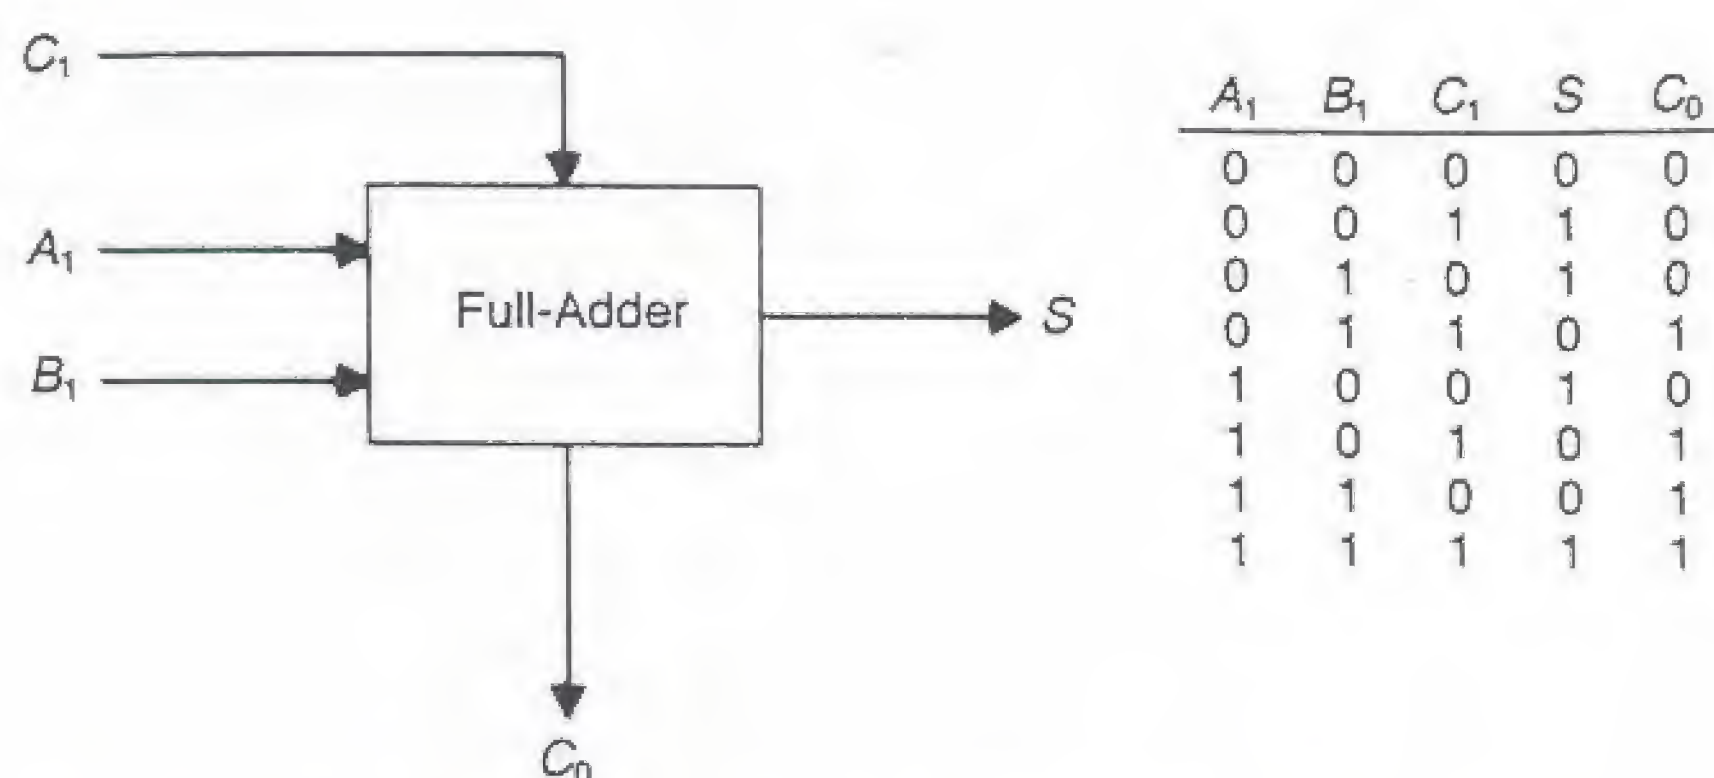 C₁
A₁
B₁
Full-Adder
S
C₀
A₁ B₁ C₁ S C₀
0 0 0 0 0
0 0 1 1 0
0 1 0 1 0
0 1 1 0 1
1 0 0 1 0
1 0 1 0 1
1 1 0 0 1
1 1 1 1 1